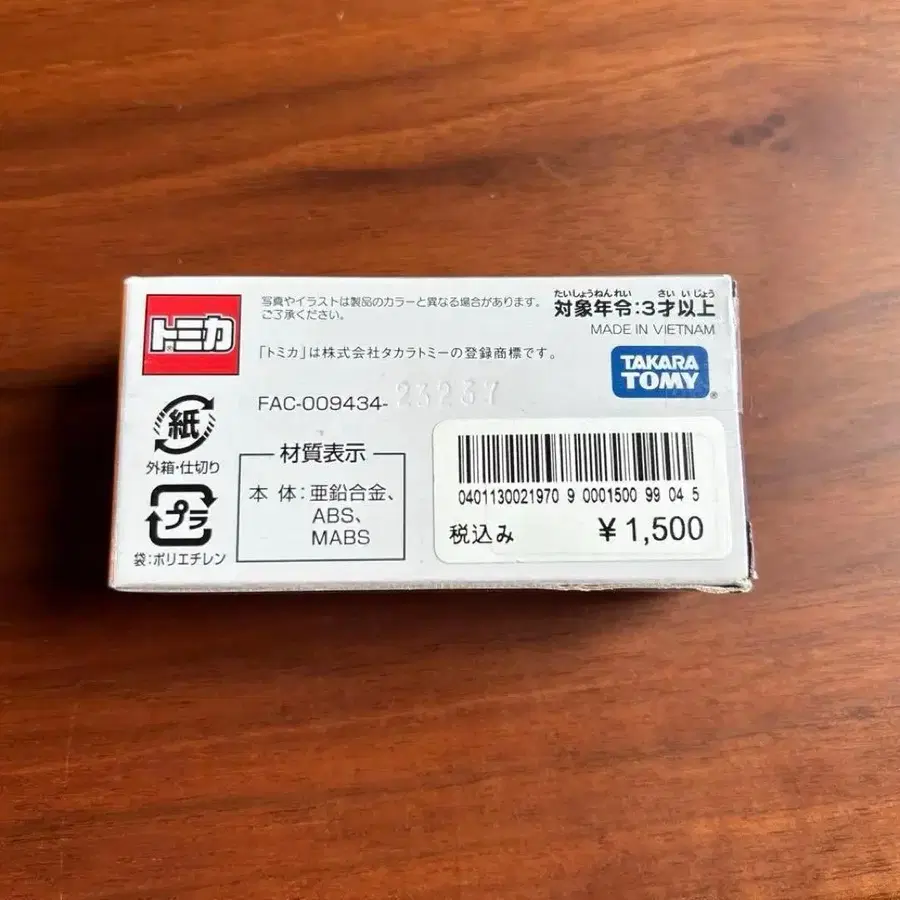 トミカ
写真やイラストは製品のカラーと異なる場合があります。
ご了承ください。
たいしょうねんれい さい いじょう
対象年令:3才以上
MADE IN VIETNAM
「トミカ」は株式会社タカラトミーの登録商標です。
TAKARA
TOMY
®
FAC-009434-
23237
紙
外箱・仕切り
プラ
袋:ポリエチレン
材質表示
本 体:亜鉛合金、
ABS、
MABS
0401130021970 9 0001500 99 04 5
税込み ¥1,500